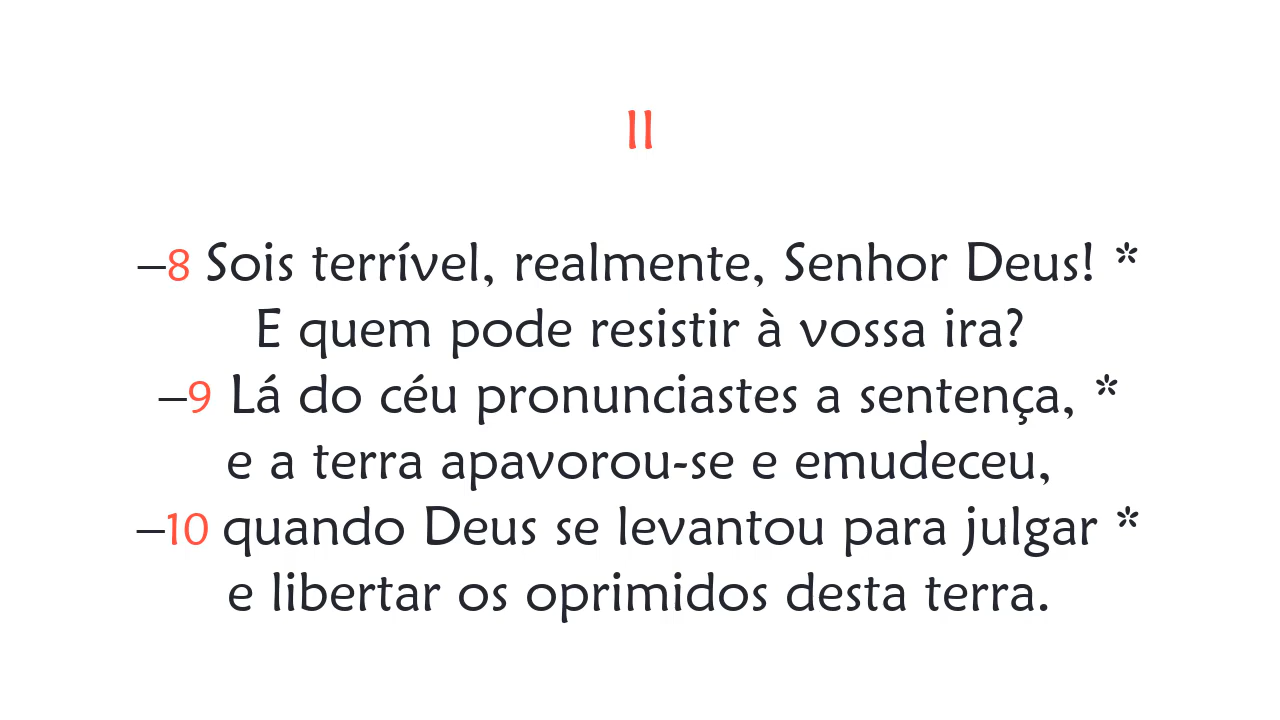 II
–8 Sois terrível, realmente, Senhor Deus! *
E quem pode resistir à vossa ira?
–9 Lá do céu pronunciastes a sentença, *
e a terra apavorou-se e emudeceu,
–10 quando Deus se levantou para julgar *
e libertar os oprimidos desta terra.